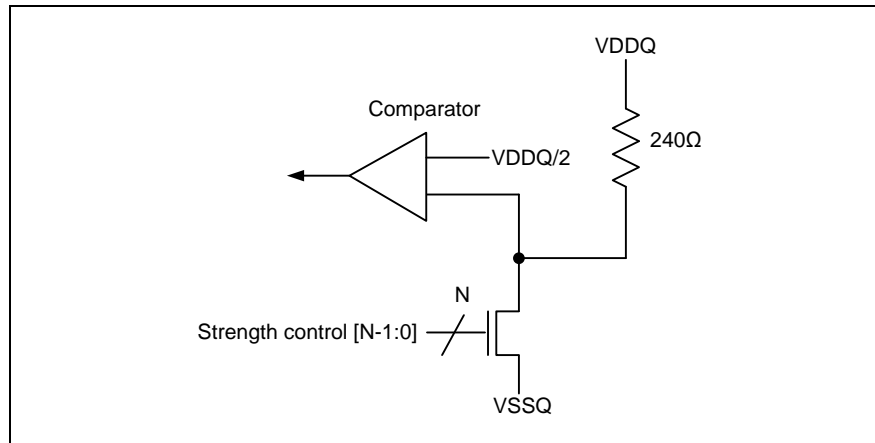 VDDQ
Comparator
240Ω
VDDQ/2
N
Strength control [N-1:0]
VSSQ